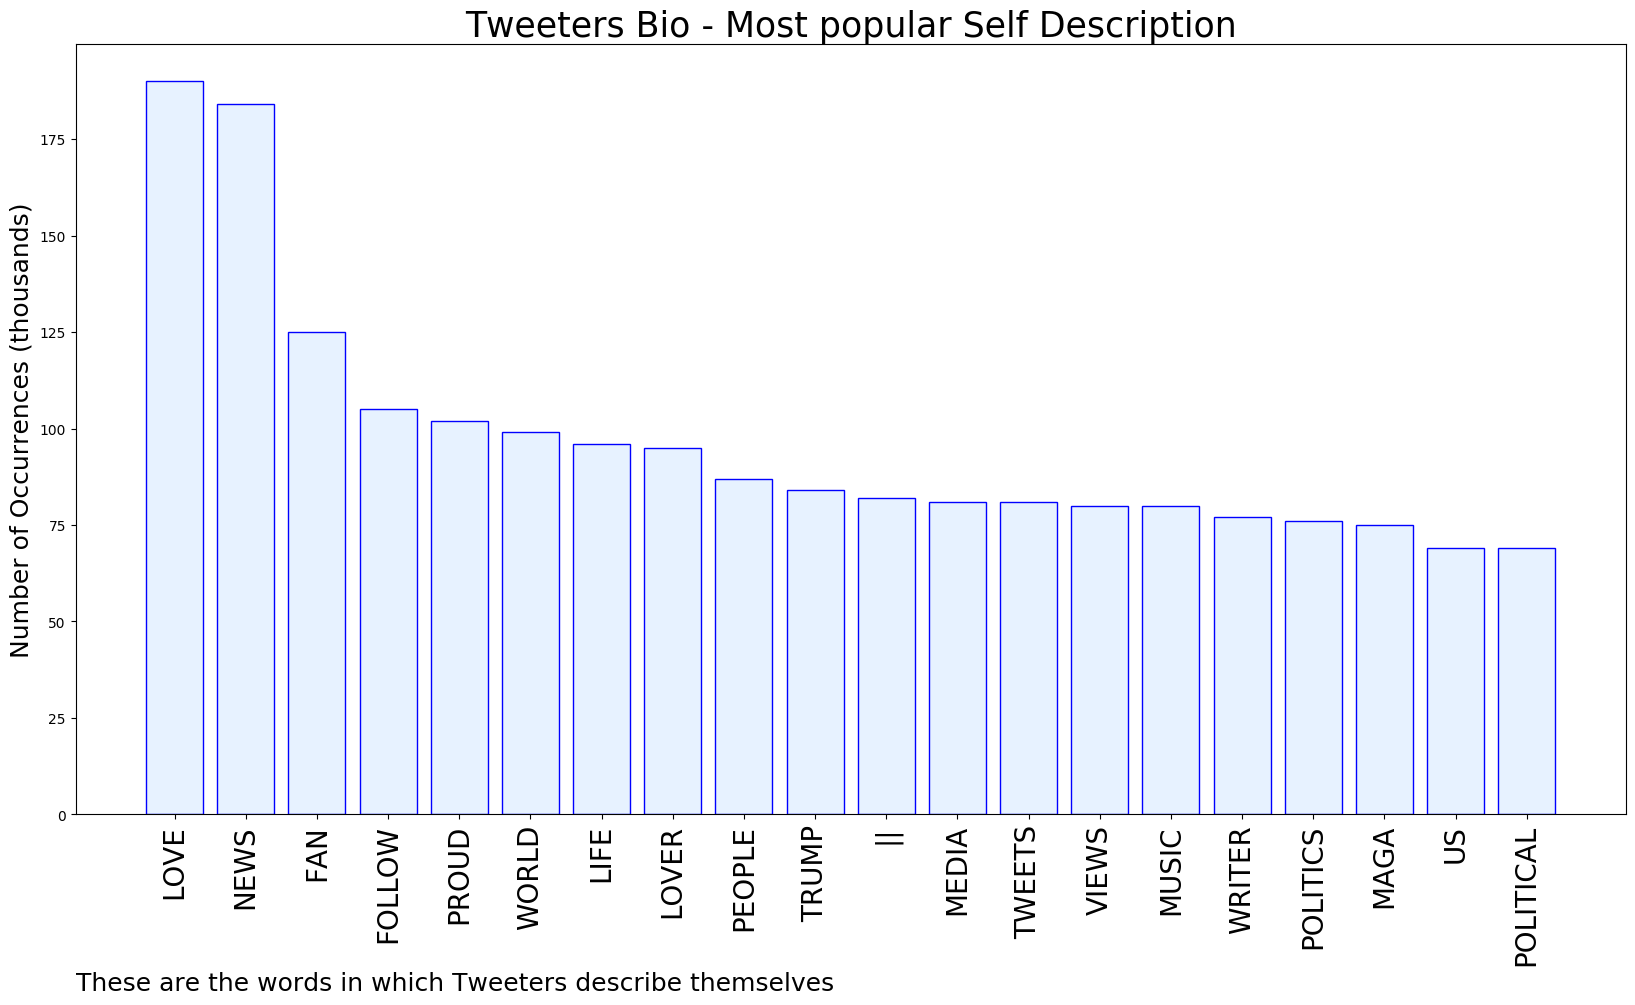 Tweeters Bio - Most popular Self Description
Number of Occurrences (thousands)
175
150
125
100
75
50
25
0
LOVE
NEWS
FAN
FOLLOW
PROUD
WORLD
LIFE
LOVER
PEOPLE
TRUMP
||
MEDIA
TWEETS
VIEWS
MUSIC
WRITER
POLITICS
MAGA
US
POLITICAL
These are the words in which Tweeters describe themselves